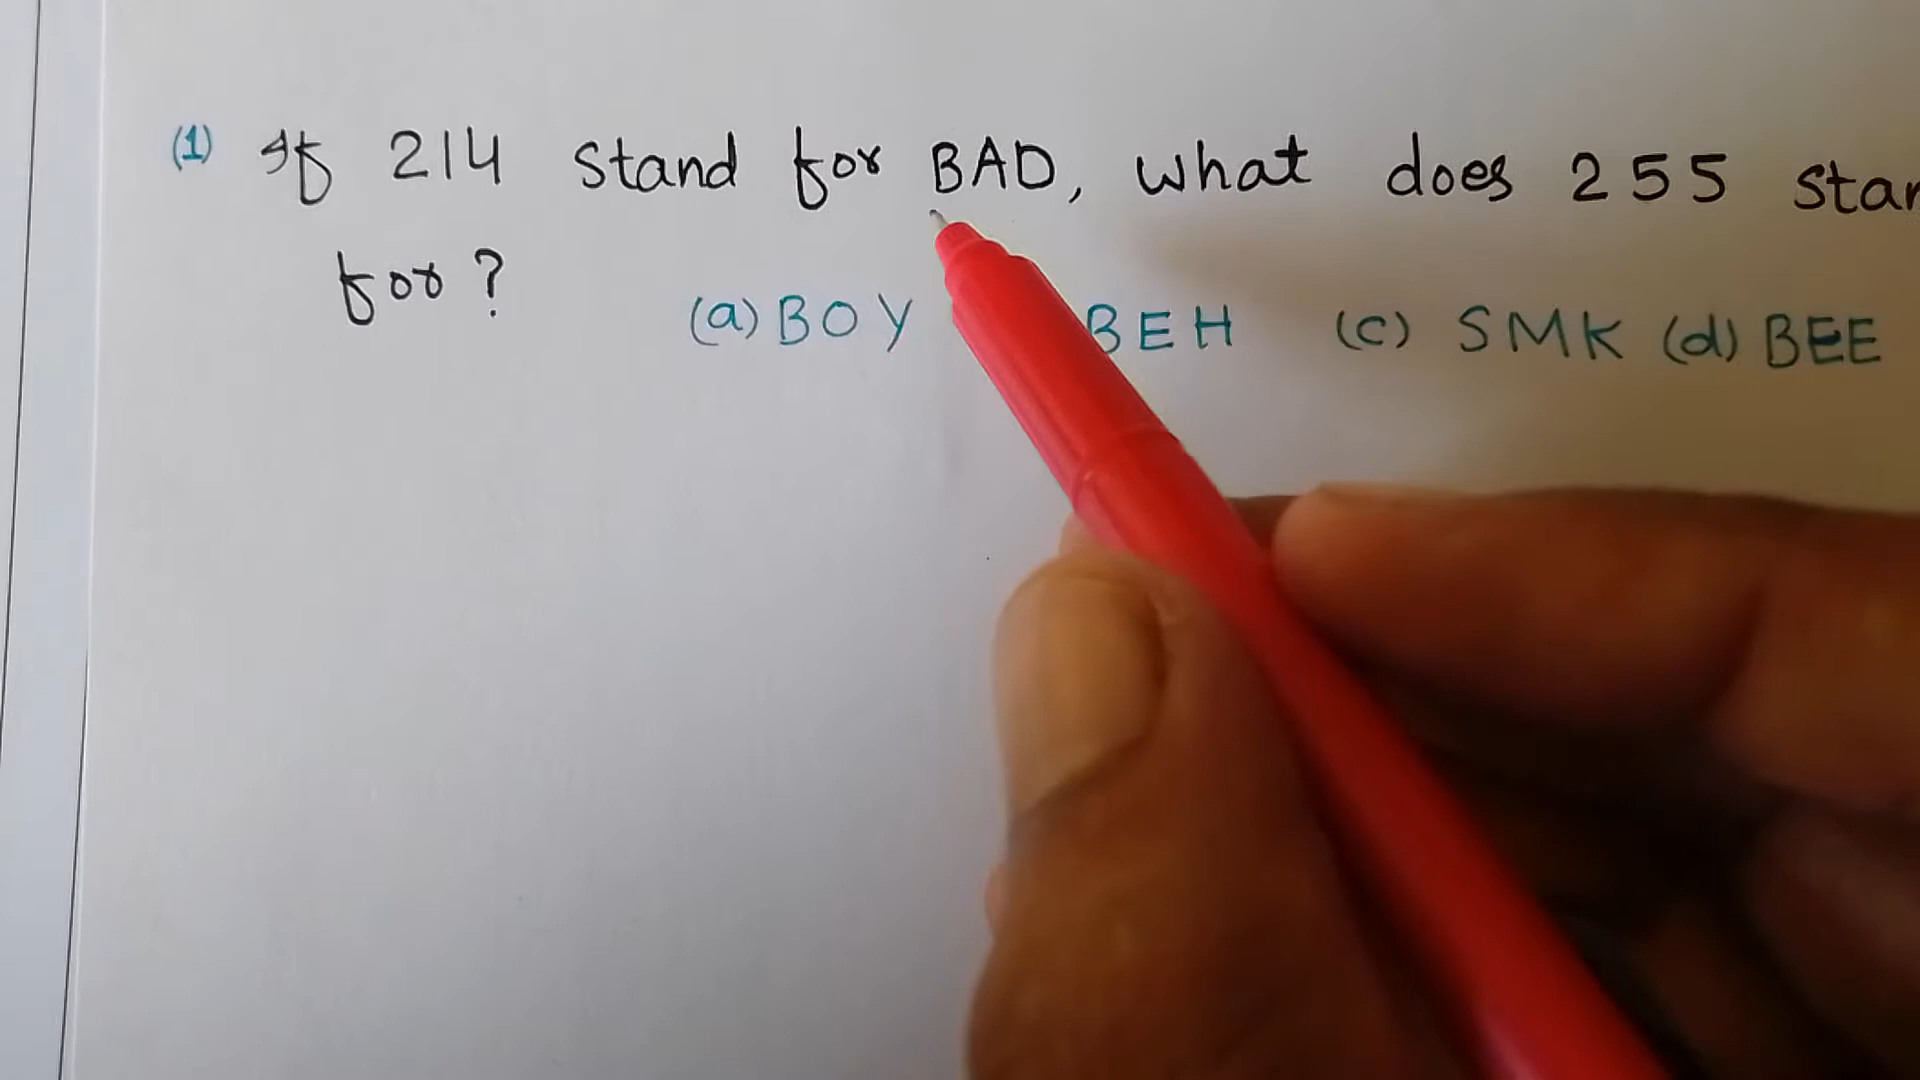 (1) If 214 stand for BAD, what does 255 star
for? (a) BOY BEH (c) SMK (d) BEE